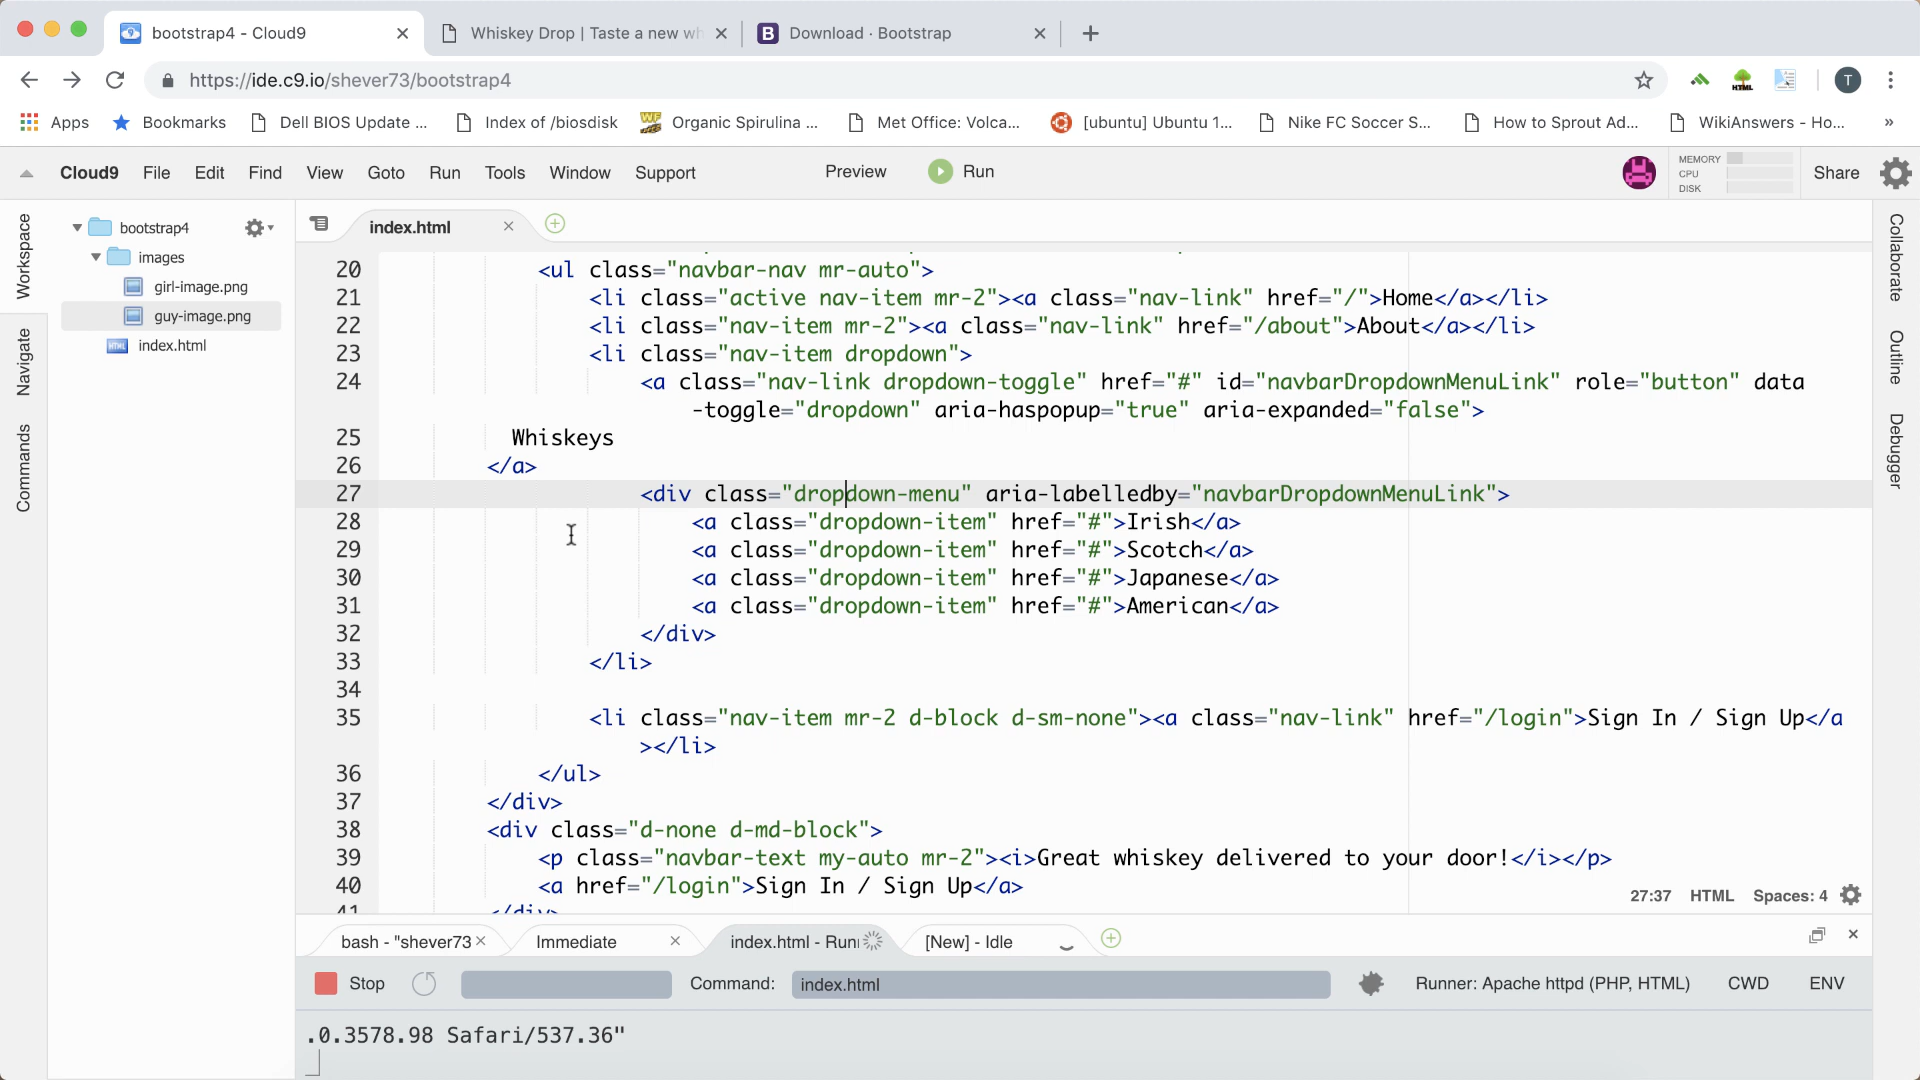 bootstrap4 - Cloud9
Whiskey Drop | Taste a new wh
Download · Bootstrap
https://ide.c9.io/shever73/bootstrap4
T
Apps
Bookmarks
Dell BIOS Update ...
Index of /biosdisk
Organic Spirulina ...
Met Office: Volca...
[ubuntu] Ubuntu 1...
Nike FC Soccer S...
How to Sprout Ad...
WikiAnswers - Ho...
»
Cloud9 File Edit Find View Goto Run Tools Window Support
Preview
Run
MEMORY
CPU
DISK
Share
Workspace
Navigate
Commands
bootstrap4
images
girl-image.png
guy-image.png
index.html
Collaborate
Outline
Debugger
index.html
20 <ul class="navbar-nav mr-auto">
21 <li class="active nav-item mr-2"><a class="nav-link" href="/">Home</a></li>
22 <li class="nav-item mr-2"><a class="nav-link" href="/about">About</a></li>
23 <li class="nav-item dropdown">
24 <a class="nav-link dropdown-toggle" href="#" id="navbarDropdownMenuLink" role="button" data
-toggle="dropdown" aria-haspopup="true" aria-expanded="false">
25 Whiskeys
26 </a>
27 <div class="dropdown-menu" aria-labelledby="navbarDropdownMenuLink">
28 <a class="dropdown-item" href="#">Irish</a>
29 <a class="dropdown-item" href="#">Scotch</a>
30 <a class="dropdown-item" href="#">Japanese</a>
31 <a class="dropdown-item" href="#">American</a>
32 </div>
33 </li>
34
35 <li class="nav-item mr-2 d-block d-sm-none"><a class="nav-link" href="/login">Sign In / Sign Up</a
></li>
36 </ul>
37 </div>
38 <div class="d-none d-md-block">
39 <p class="navbar-text my-auto mr-2"><i>Great whiskey delivered to your door!</i></p>
40 <a href="/login">Sign In / Sign Up</a>
41 </div>
27:37 HTML Spaces: 4
bash - "shever73
Immediate
index.html - Run
[New] - Idle
Stop
Command:
index.html
Runner: Apache httpd (PHP, HTML)
CWD
ENV
.0.3578.98 Safari/537.36"